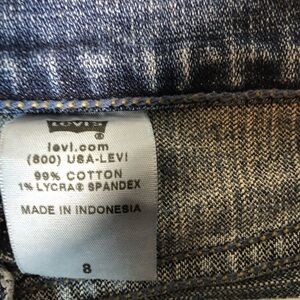 Levi's
®
levi.com
(800) USA-LEVI
99% COTTON
1% LYCRA® SPANDEX
MADE IN INDONESIA
8